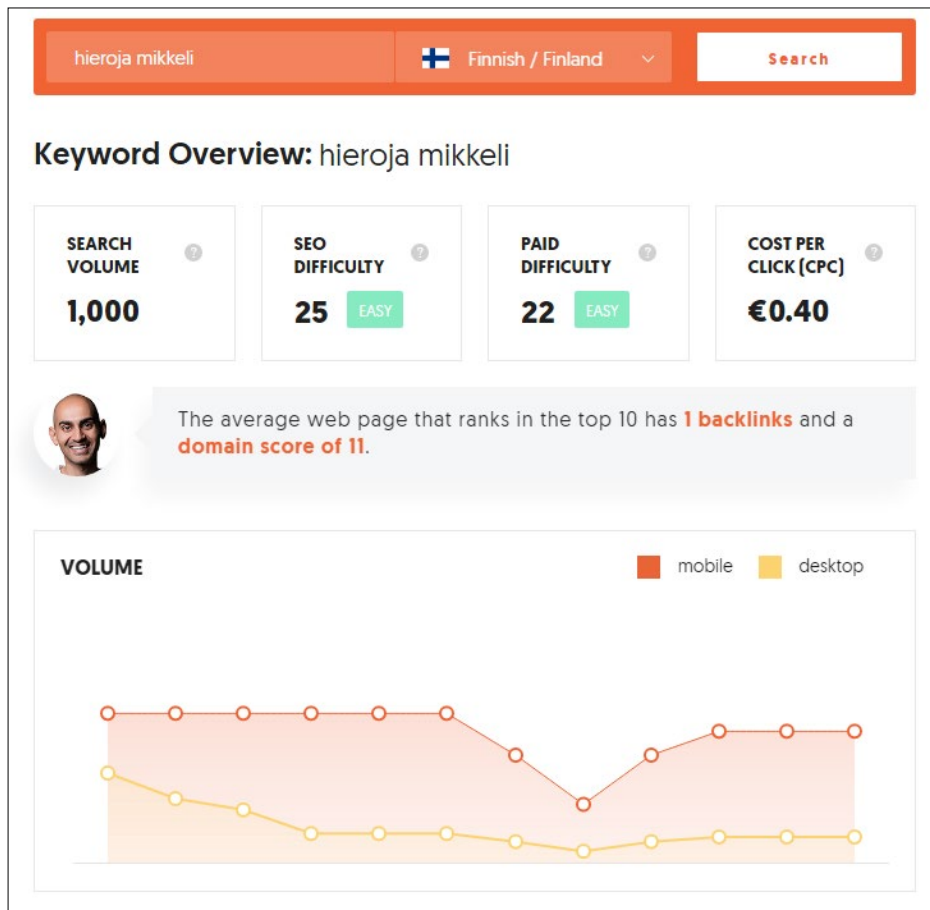 hieroja mikkeli Finnish / Finland Search
Keyword Overview: hieroja mikkeli
SEARCH
VOLUME ?
1,000
SEO
DIFFICULTY ?
25 EASY
PAID
DIFFICULTY ?
22 EASY
COST PER
CLICK (CPC) ?
€0.40
The average web page that ranks in the top 10 has 1 backlinks and a
domain score of 11.
VOLUME mobile desktop